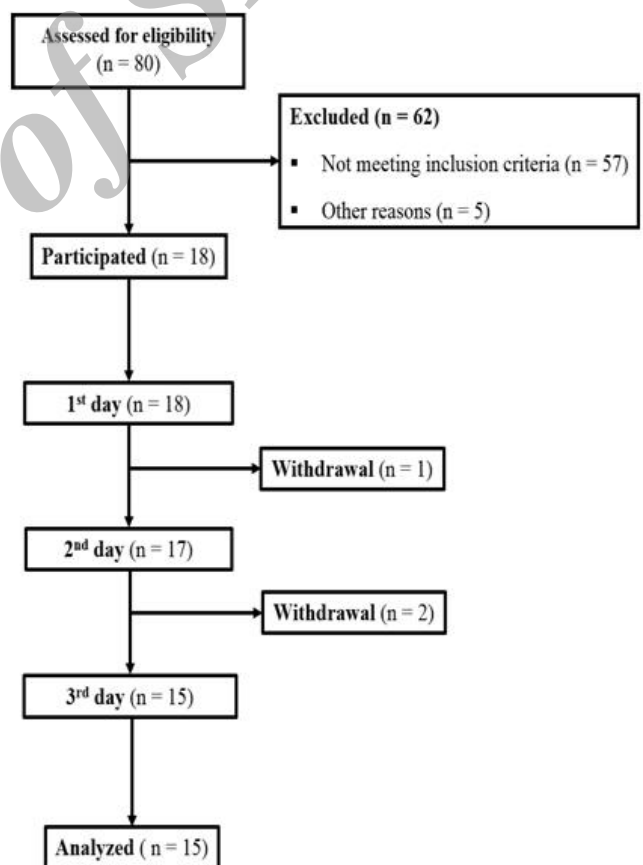 Assessed for eligibility
(n = 80)
Excluded (n = 62)
▪ Not meeting inclusion criteria (n = 57)
▪ Other reasons (n = 5)
Participated (n = 18)
1st day (n = 18)
Withdrawal (n = 1)
2nd day (n = 17)
Withdrawal (n = 2)
3rd day (n = 15)
Analyzed ( n = 15)
of